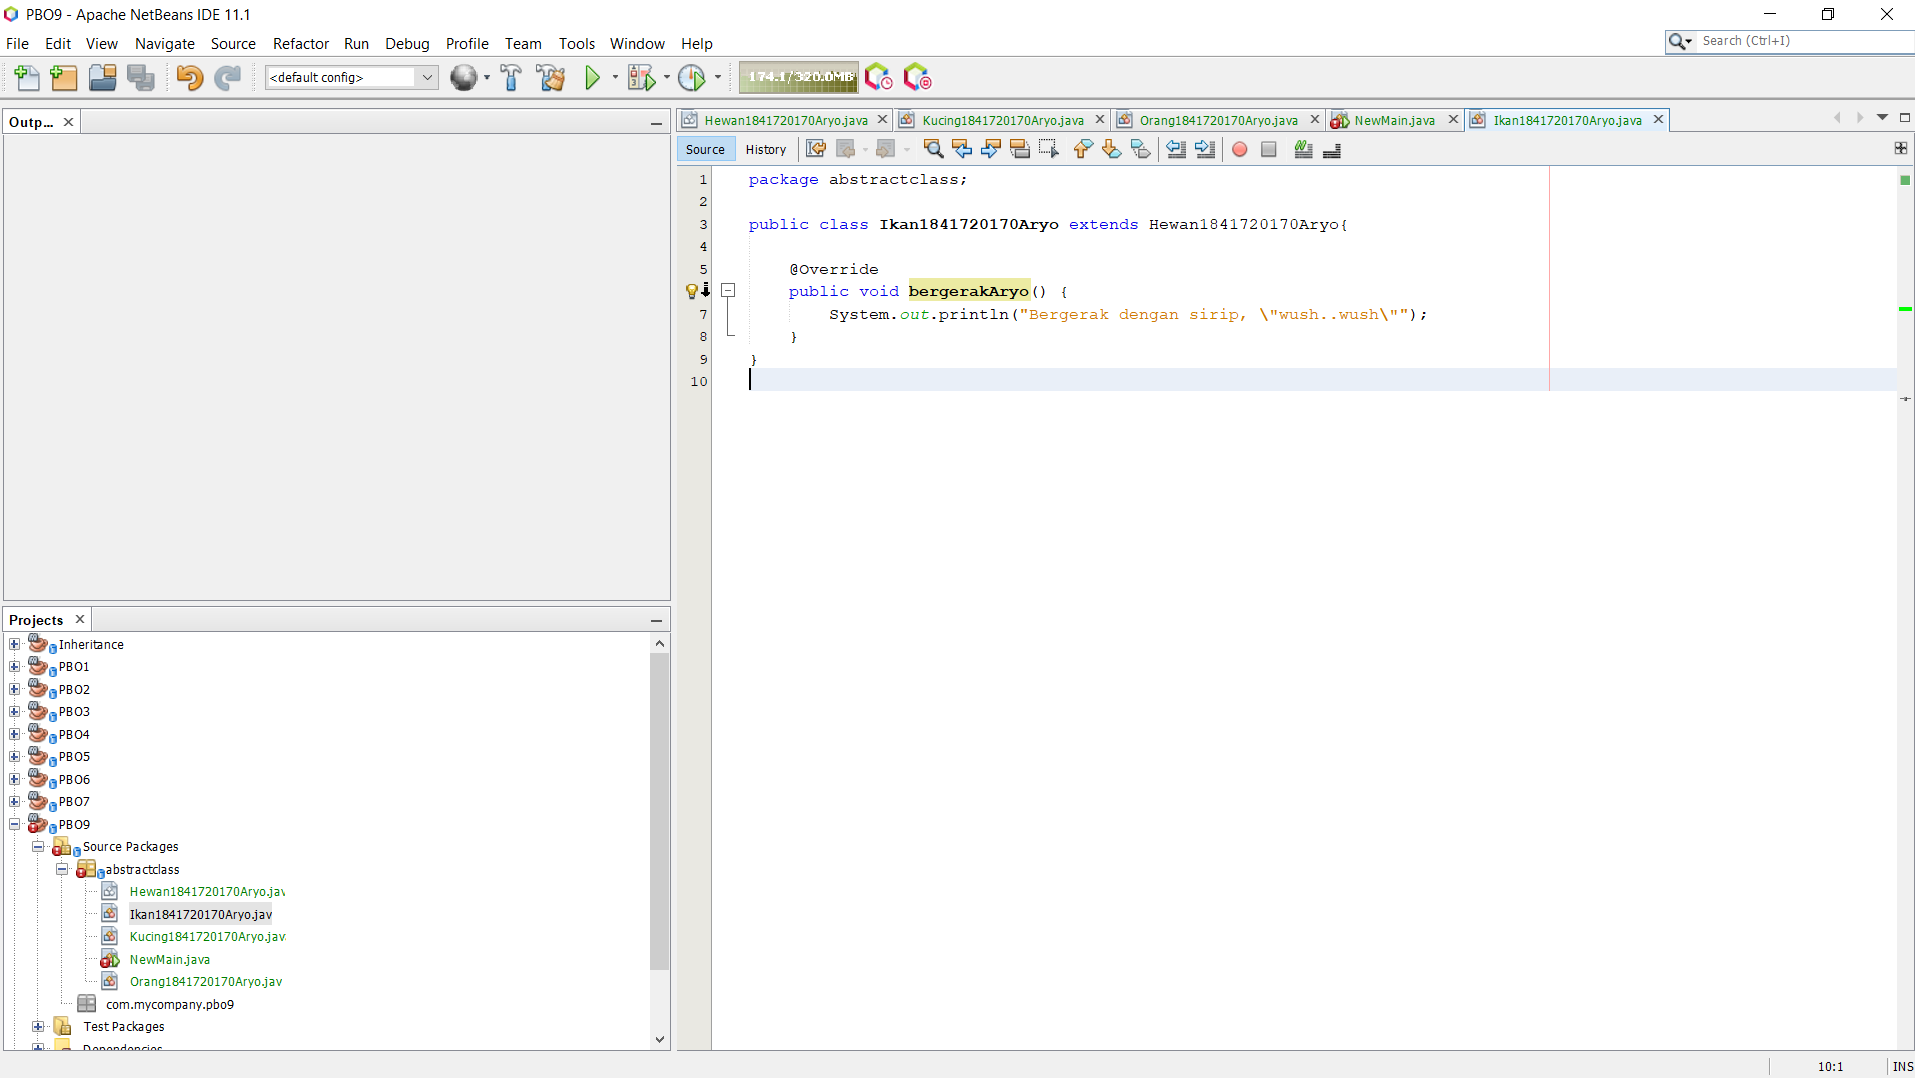 PBO9 - Apache NetBeans IDE 11.1
File Edit View Navigate Source Refactor Run Debug Profile Team Tools Window Help
Search (Ctrl+I)
<default config>
174.1/320.0MB
Outp...
Hewan1841720170Aryo.java
Kucing1841720170Aryo.java
Orang1841720170Aryo.java
NewMain.java
Ikan1841720170Aryo.java
Source History
1 package abstractclass;
2
3 public class Ikan1841720170Aryo extends Hewan1841720170Aryo{
4
5 @Override
public void bergerakAryo() {
7 System.out.println("Bergerak dengan sirip, \"wush..wush\"");
8 }
9 }
10
Projects
Inheritance
PBO1
PBO2
PBO3
PBO4
PBO5
PBO6
PBO7
PBO9
Source Packages
abstractclass
Hewan1841720170Aryo.jav
Ikan1841720170Aryo.jav
Kucing1841720170Aryo.jav
NewMain.java
Orang1841720170Aryo.jav
com.mycompany.pbo9
Test Packages
Dependencies
10:1 INS